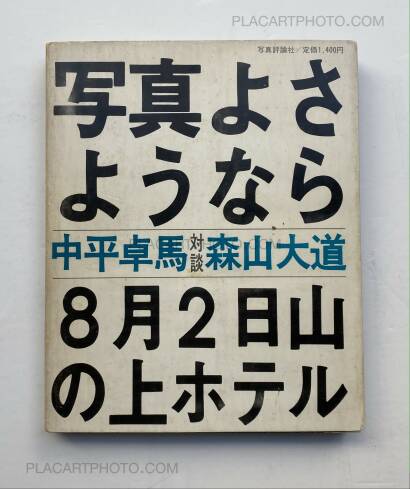 PLACARTPHOTO.COM
写真評論社/定価1,400円
写真よさ
ようなら
中平卓馬対談森山大道
8月2日山
の上ホテル
PLACARTPHOTO.COM